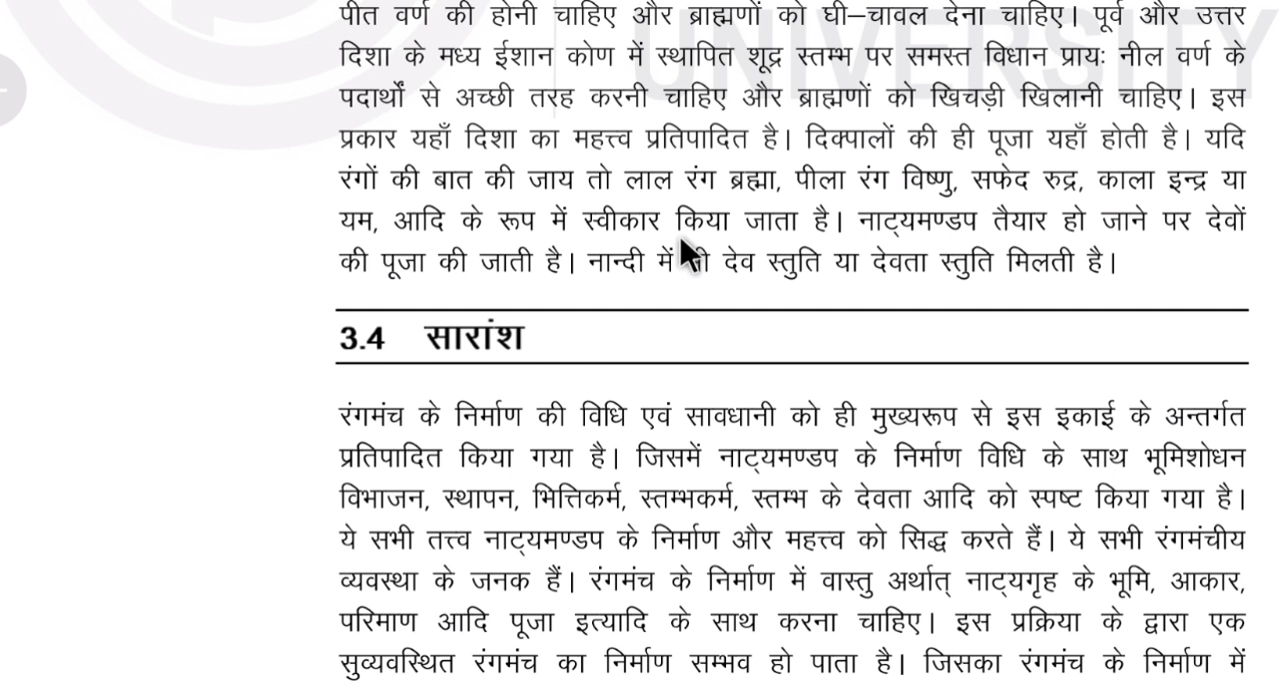 पीत वर्ण की होनी चाहिए और ब्राह्मणों को घी–चावल देना चाहिए। पूर्व और उत्तर
UNIVERSITY
दिशा के मध्य ईशान कोण में स्थापित शूद्र स्तम्भ पर समस्त विधान प्रायः नील वर्ण के
पदार्थों से अच्छी तरह करनी चाहिए और ब्राह्मणों को खिचड़ी खिलानी चाहिए। इस
प्रकार यहाँ दिशा का महत्त्व प्रतिपादित है। दिक्पालों की ही पूजा यहाँ होती है। यदि
रंगों की बात की जाय तो लाल रंग ब्रह्मा, पीला रंग विष्णु, सफेद रुद्र, काला इन्द्र या
यम, आदि के रूप में स्वीकार किया जाता है। नाट्यमण्डप तैयार हो जाने पर देवों
की पूजा की जाती है। नान्दी में देव स्तुति या देवता स्तुति मिलती है।
3.4 सारांश
रंगमंच के निर्माण की विधि एवं सावधानी को ही मुख्यरूप से इस इकाई के अन्तर्गत
प्रतिपादित किया गया है। जिसमें नाट्यमण्डप के निर्माण विधि के साथ भूमिशोधन
विभाजन, स्थापन, भित्तिकर्म, स्तम्भकर्म, स्तम्भ के देवता आदि को स्पष्ट किया गया है।
ये सभी तत्त्व नाट्यमण्डप के निर्माण और महत्त्व को सिद्ध करते हैं। ये सभी रंगमंचीय
व्यवस्था के जनक हैं। रंगमंच के निर्माण में वास्तु अर्थात् नाट्यगृह के भूमि, आकार,
परिमाण आदि पूजा इत्यादि के साथ करना चाहिए। इस प्रक्रिया के द्वारा एक
सुव्यवस्थित रंगमंच का निर्माण सम्भव हो पाता है। जिसका रंगमंच के निर्माण में